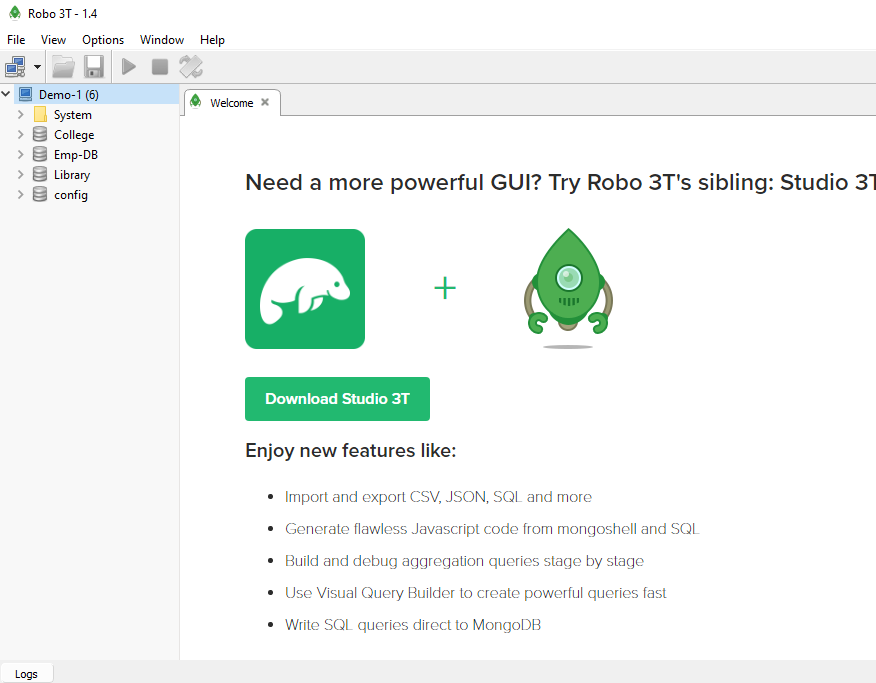 Robo 3T - 1.4
File View Options Window Help
Demo-1 (6)
System
College
Emp-DB
Library
config
Welcome
Need a more powerful GUI? Try Robo 3T's sibling: Studio 3T
Download Studio 3T
Enjoy new features like:
Import and export CSV, JSON, SQL and more
Generate flawless Javascript code from mongoshell and SQL
Build and debug aggregation queries stage by stage
Use Visual Query Builder to create powerful queries fast
Write SQL queries direct to MongoDB
Logs